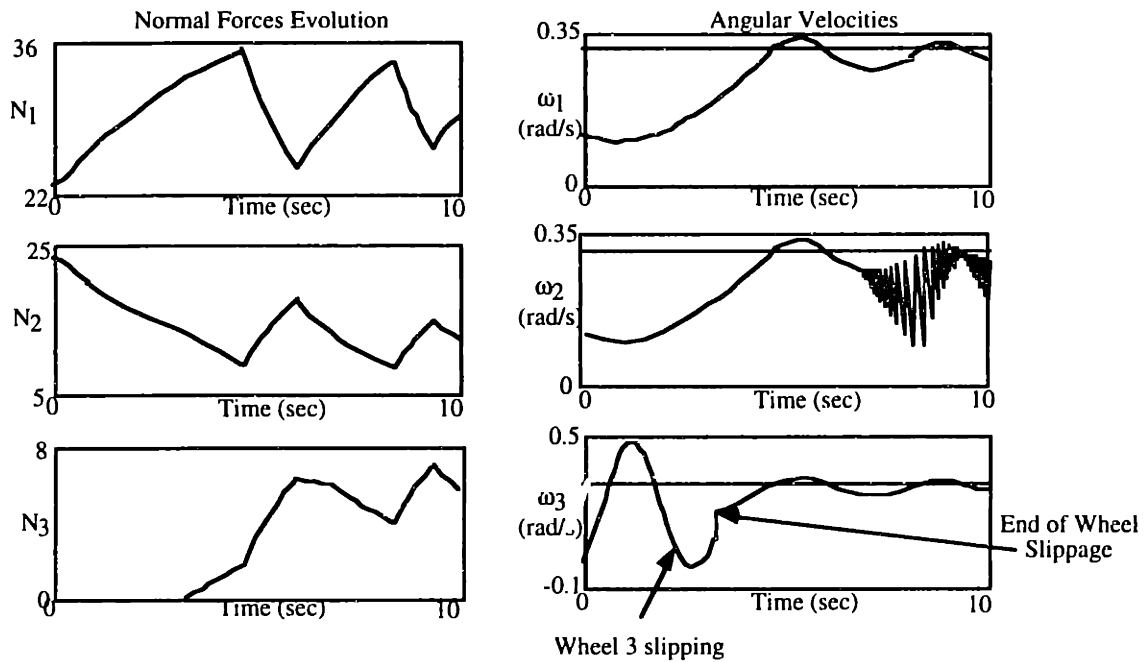 Normal Forces Evolution
36
N1
22
0
Time (sec)
10
25
N2
5
0
Time (sec)
10
8
N3
0
0
Time (sec)
10
Angular Velocities
0.35
ω1
(rad/s)
0
0
Time (sec)
10
0.35
ω2
(rad/s)
0
0
Time (sec)
10
0.5
ω3
-0.1
0
Time (sec)
10
End of Wheel
Slippage
Wheel 3 slipping